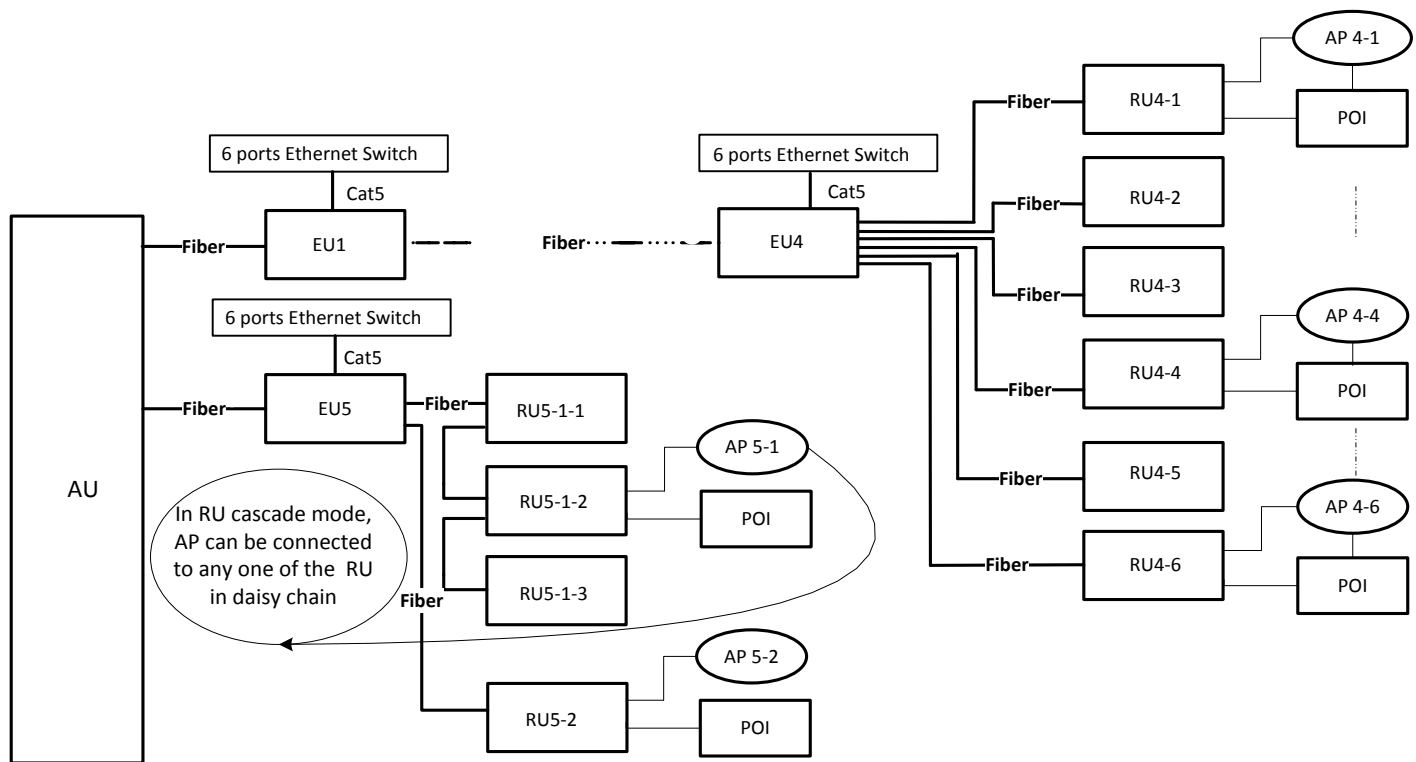 AP 4-1
RU4-1
Fiber
POI
6 ports Ethernet Switch
6 ports Ethernet Switch
Cat5
Cat5
RU4-2
Fiber
Fiber
EU1
Fiber
EU4
RU4-3
Fiber
6 ports Ethernet Switch
AP 4-4
Cat5
RU4-4
Fiber
POI
Fiber
EU5
Fiber
RU5-1-1
AP 5-1
AU
RU5-1-2
POI
RU4-5
Fiber
In RU cascade mode,
AP can be connected
to any one of the RU
in daisy chain
AP 4-6
Fiber
RU4-6
POI
RU5-1-3
Fiber
AP 5-2
RU5-2
POI